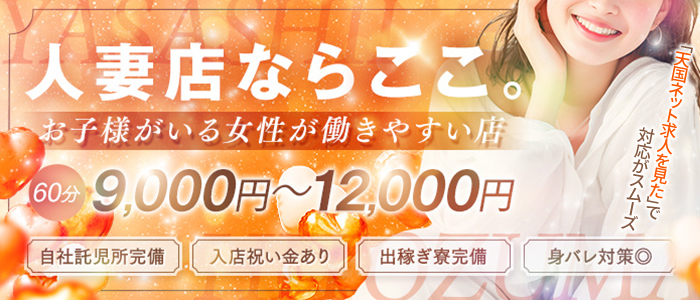 YASASHII
人妻店ならここ。
お子様がいる女性が働きやすい店
60分 9,000円〜12,000円
自社託児所完備
入店祝い金あり
出稼ぎ寮完備
身バレ対策◎
「天国ネット求人を見た」で
対応がスムーズ